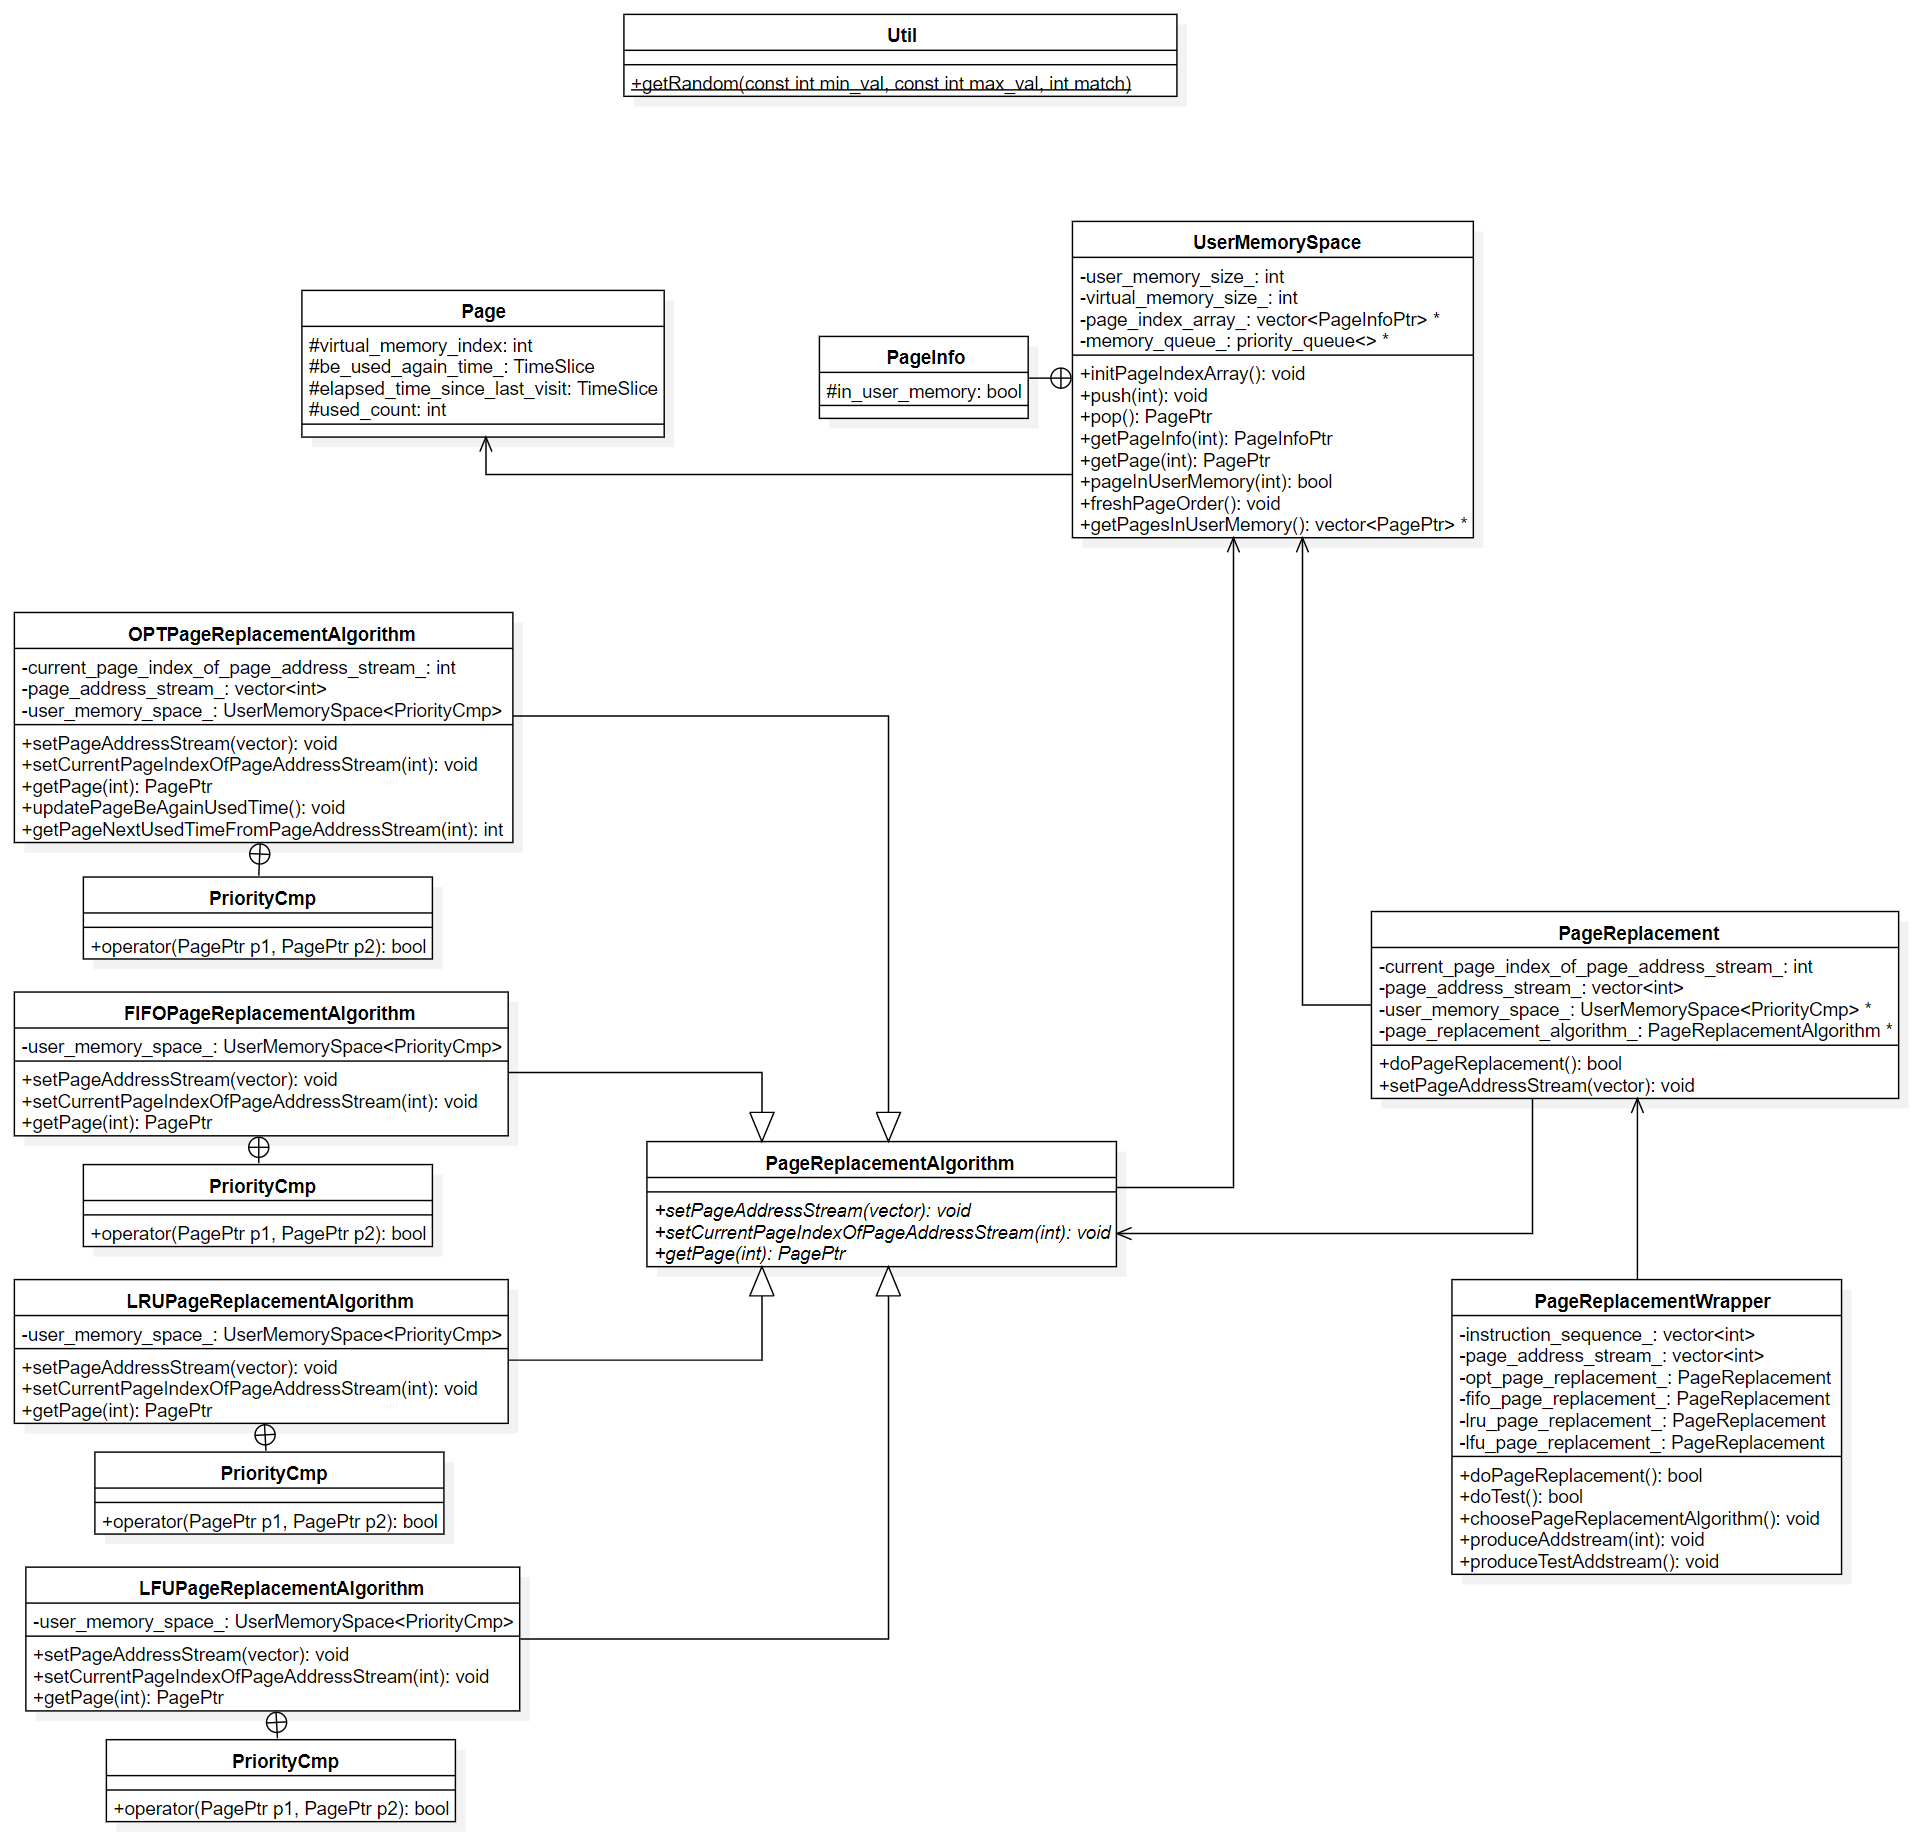 Util
+getRandom(const int min_val, const int max_val, int match)
UserMemorySpace
-user_memory_size_: int
-virtual_memory_size_: int
-page_index_array_: vector<PageInfoPtr> *
-memory_queue_: priority_queue<> *
+initPageIndexArray(): void
+push(int): void
+pop(): PagePtr
+getPageInfo(int): PageInfoPtr
+getPage(int): PagePtr
+pageInUserMemory(int): bool
+freshPageOrder(): void
+getPagesInUserMemory(): vector<PagePtr> *
Page
#virtual_memory_index: int
#be_used_again_time_: TimeSlice
#elapsed_time_since_last_visit: TimeSlice
#used_count: int
PageInfo
#in_user_memory: bool
OPTPageReplacementAlgorithm
-current_page_index_of_page_address_stream_: int
-page_address_stream_: vector<int>
-user_memory_space_: UserMemorySpace<PriorityCmp>
+setPageAddressStream(vector): void
+setCurrentPageIndexOfPageAddressStream(int): void
+getPage(int): PagePtr
+updatePageBeAgainUsedTime(): void
+getPageNextUsedTimeFromPageAddressStream(int): int
PriorityCmp
+operator(PagePtr p1, PagePtr p2): bool
FIFOPageReplacementAlgorithm
-user_memory_space_: UserMemorySpace<PriorityCmp>
+setPageAddressStream(vector): void
+setCurrentPageIndexOfPageAddressStream(int): void
+getPage(int): PagePtr
PriorityCmp
+operator(PagePtr p1, PagePtr p2): bool
LRUPageReplacementAlgorithm
-user_memory_space_: UserMemorySpace<PriorityCmp>
+setPageAddressStream(vector): void
+setCurrentPageIndexOfPageAddressStream(int): void
+getPage(int): PagePtr
PriorityCmp
+operator(PagePtr p1, PagePtr p2): bool
LFUPageReplacementAlgorithm
-user_memory_space_: UserMemorySpace<PriorityCmp>
+setPageAddressStream(vector): void
+setCurrentPageIndexOfPageAddressStream(int): void
+getPage(int): PagePtr
PriorityCmp
+operator(PagePtr p1, PagePtr p2): bool
PageReplacementAlgorithm
+setPageAddressStream(vector): void
+setCurrentPageIndexOfPageAddressStream(int): void
+getPage(int): PagePtr
PageReplacement
-current_page_index_of_page_address_stream_: int
-page_address_stream_: vector<int>
-user_memory_space_: UserMemorySpace<PriorityCmp> *
-page_replacement_algorithm_: PageReplacementAlgorithm *
+doPageReplacement(): bool
+setPageAddressStream(vector): void
PageReplacementWrapper
-instruction_sequence_: vector<int>
-page_address_stream_: vector<int>
-opt_page_replacement_: PageReplacement
-fifo_page_replacement_: PageReplacement
-lru_page_replacement_: PageReplacement
-lfu_page_replacement_: PageReplacement
+doPageReplacement(): bool
+doTest(): bool
+choosePageReplacementAlgorithm(): void
+produceAddstream(int): void
+produceTestAddstream(): void